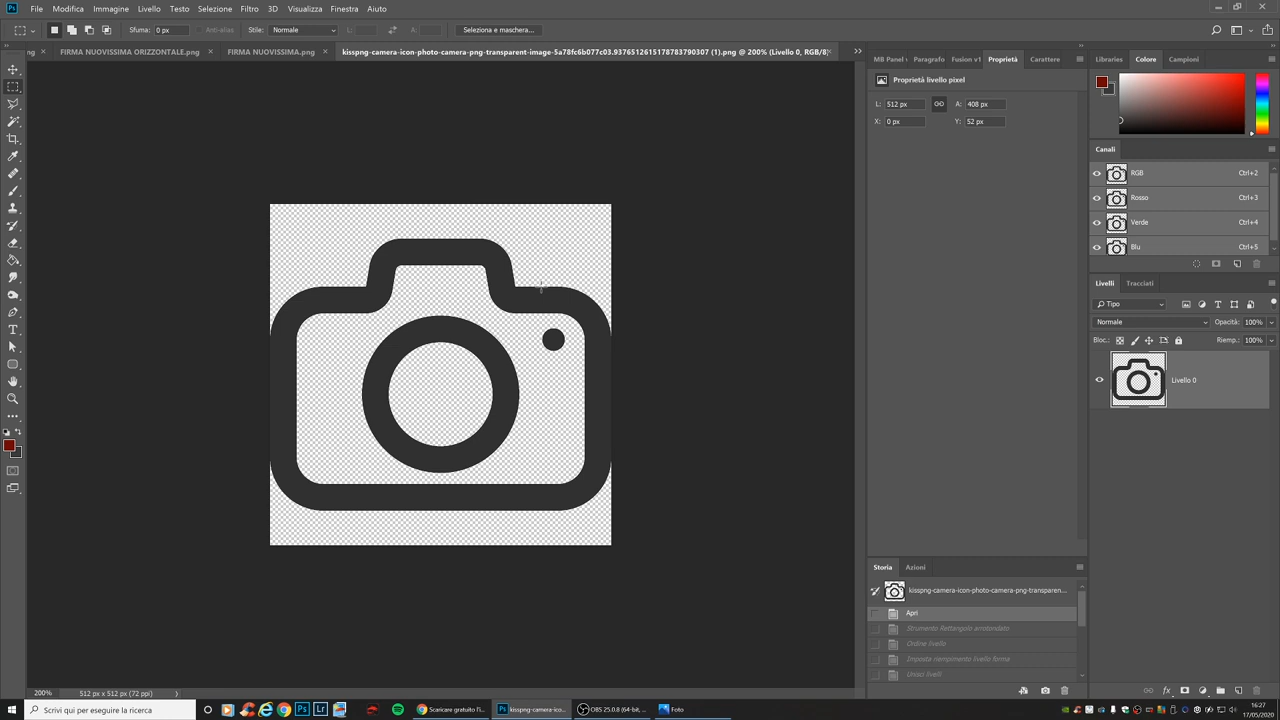 Ps File Modifica Immagine Livello Testo Selezione Filtro 3D Visualizza Finestra Aiuto
Sfuma: 0 px Anti-alias Stile: Normale L: A: Seleziona e maschera...
ng × FIRMA NUOVISSIMA ORIZZONTALE.png × FIRMA NUOVISSIMA.png × kisspng-camera-icon-photo-camera-png-transparent-image-5a78fc6b077c03.9376512615178379030​7 (1).png @ 200% (Livello 0, RGB/8)
MB Panel Paragrafo Fusion v1 Proprietà Carattere
Proprietà livello pixel
L: 512 px A: 408 px
X: 0 px Y: 52 px
Libraries Colore Campioni
Canali
RGB Ctrl+2
Rosso Ctrl+3
Verde Ctrl+4
Blu Ctrl+5
Livelli Tracciati
Tipo
Normale Opacità: 100%
Bloc.: Riemp.: 100%
Livello 0
Storia Azioni
kisspng-camera-icon-photo-camera-png-transparen...
Apri
Strumento Rettangolo arrotondato
Ordine livello
Imposta riempimento livello forma
Unisci livelli
200% 512 px x 512 px (72 ppi)
Scrivi qui per eseguire la ricerca
Scaricare gratuito l'i...
kisspng-camera-ico...
OBS 25.0.8 (64-bit, ...
Foto
16:27
17/05/2020